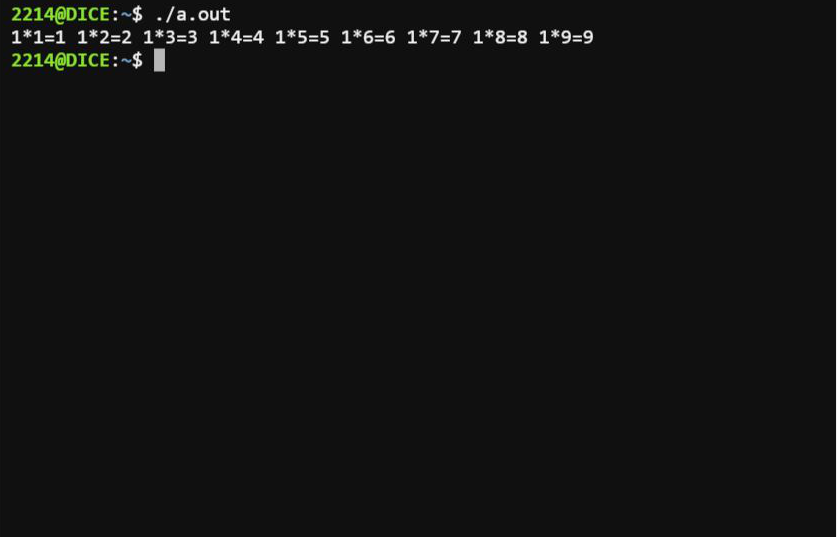 2214@DICE:~$ ./a.out
1*1=1 1*2=2 1*3=3 1*4=4 1*5=5 1*6=6 1*7=7 1*8=8 1*9=9
2214@DICE:~$